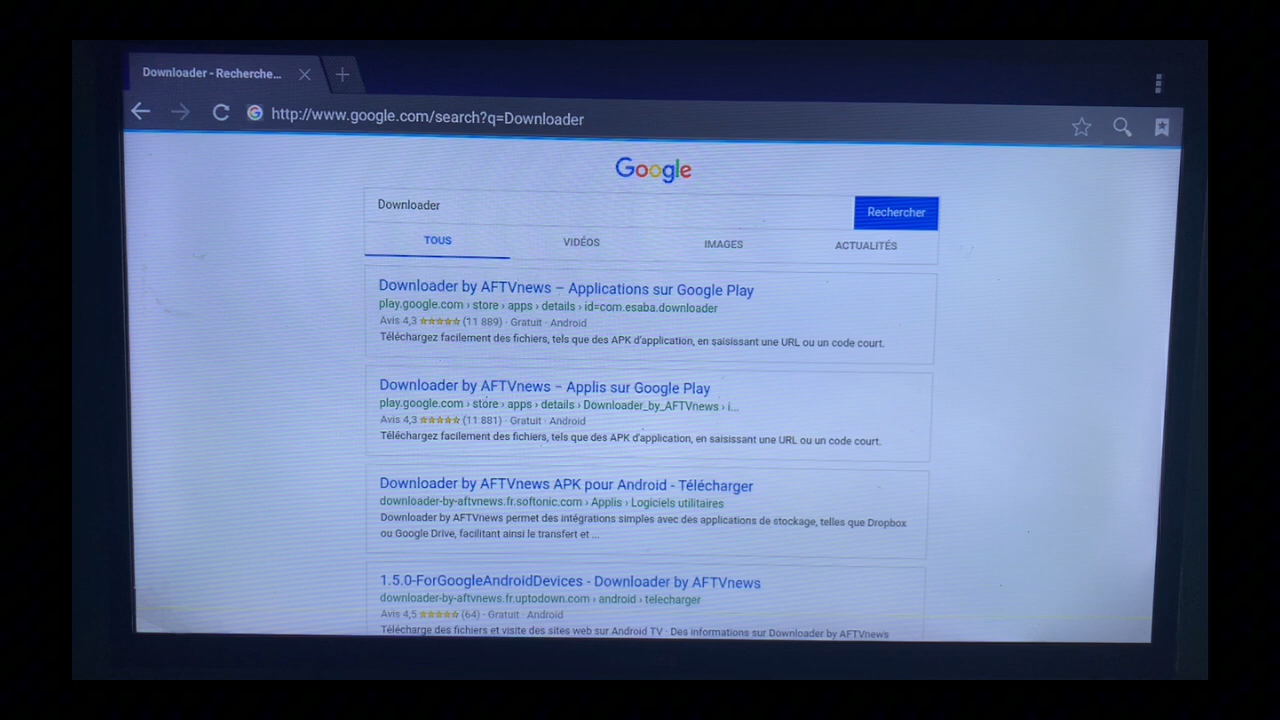 Downloader - Recherche...
http://www.google.com/search?q=Downloader
Google
Downloader
Rechercher
TOUS VIDÉOS IMAGES ACTUALITÉS
Downloader by AFTVnews – Applications sur Google Play
play.google.com › store › apps › details › id=com.esaba.downloader
Avis 4,3 ★★★★★ (11 889) · Gratuit · Android
Téléchargez facilement des fichiers, tels que des APK d'application, en saisissant une URL ou un code court.
Downloader by AFTVnews – Applis sur Google Play
play.google.com › store › apps › details › Downloader_by_AFTVnews › i...
Avis 4,3 ★★★★★ (11 881) · Gratuit · Android
Téléchargez facilement des fichiers, tels que des APK d'application, en saisissant une URL ou un code court.
Downloader by AFTVnews APK pour Android - Télécharger
downloader-by-aftvnews.fr.softonic.com › Applis › Logiciels utilitaires
Downloader by AFTVnews permet des intégrations simples avec des applications de stockage, telles que Dropbox
ou Google Drive, facilitant ainsi le transfert et ...
1.5.0-ForGoogleAndroidDevices - Downloader by AFTVnews
downloader-by-aftvnews.fr.uptodown.com › android › telecharger
Avis 4,5 ★★★★★ (64) · Gratuit · Android
Télécharge des fichiers et visite des sites web sur Android TV · Des informations sur Downloader by AFTVnews